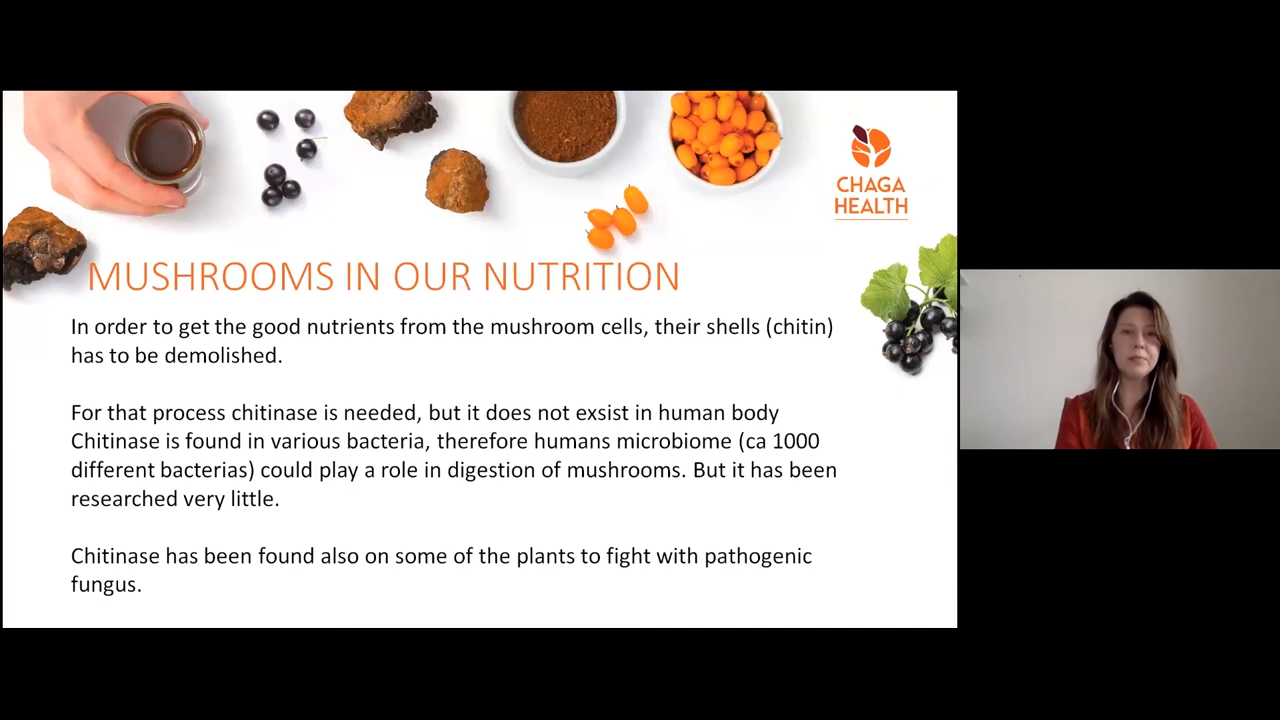 CHAGA
HEALTH
MUSHROOMS IN OUR NUTRITION
In order to get the good nutrients from the mushroom cells, their shells (chitin)
has to be demolished.
For that process chitinase is needed, but it does not exsist in human body
Chitinase is found in various bacteria, therefore humans microbiome (ca 1000
different bacterias) could play a role in digestion of mushrooms. But it has been
researched very little.
Chitinase has been found also on some of the plants to fight with pathogenic
fungus.